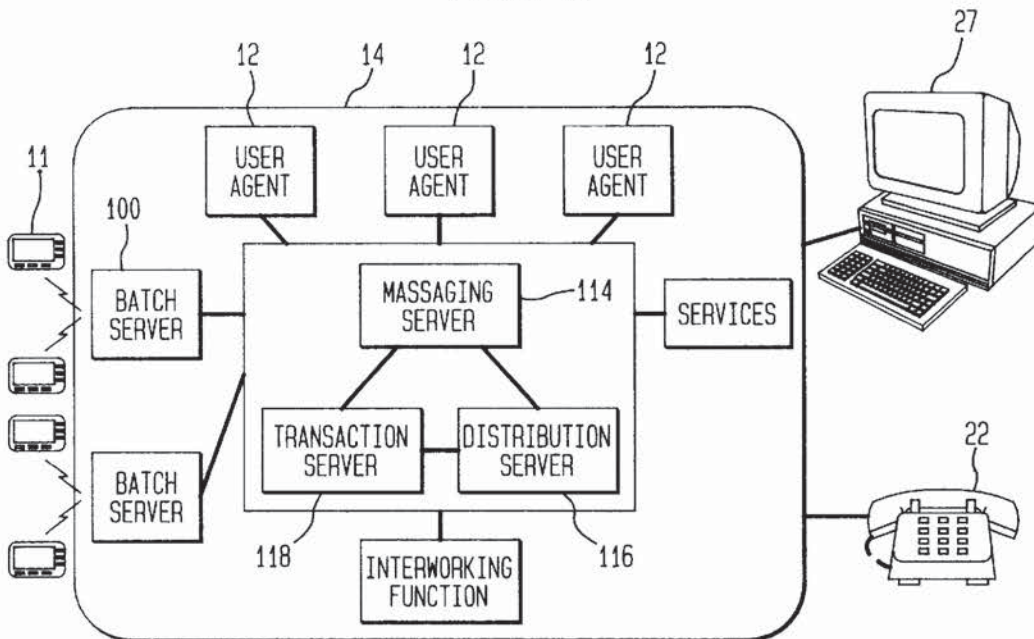 12
14
12
12
27
USER
AGENT
USER
AGENT
USER
AGENT
11
100
BATCH
SERVER
MASSAGING
SERVER
114
SERVICES
TRANSACTION
SERVER
DISTRIBUTION
SERVER
22
BATCH
SERVER
118
INTERWORKING
FUNCTION
116